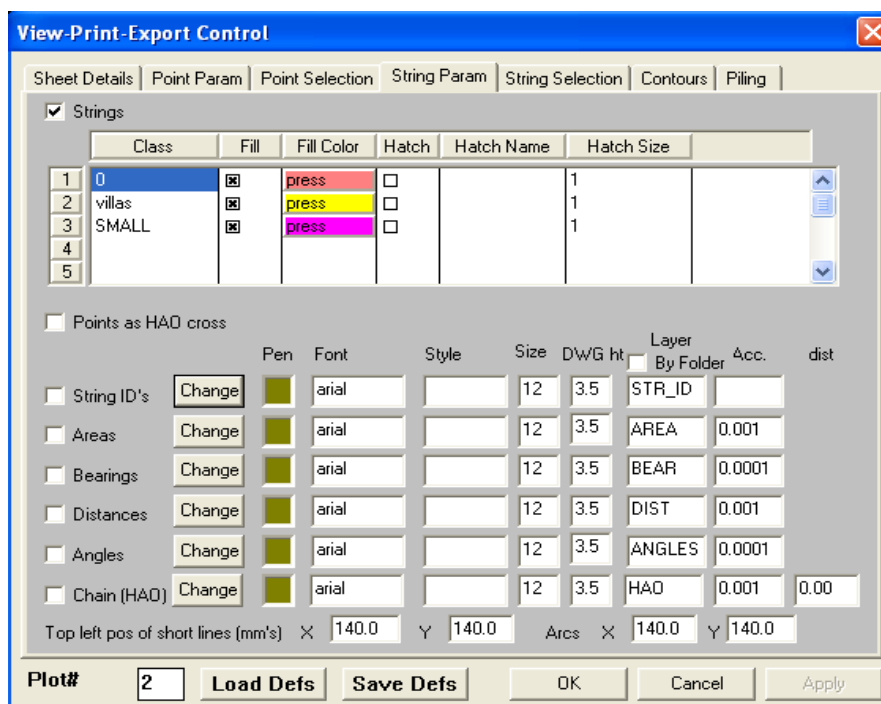 View-Print-Export Control
Sheet Details Point Param Point Selection String Param String Selection Contours Piling
Strings
Class Fill Fill Color Hatch Hatch Name Hatch Size
1 0 press 1
2 villas press 1
3 SMALL press 1
4
5
Points as HAO cross
Pen Font Style Size DWG ht Layer By Folder Acc. dist
String ID's Change arial 12 3.5 STR_ID
Areas Change arial 12 3.5 AREA 0.001
Bearings Change arial 12 3.5 BEAR 0.0001
Distances Change arial 12 3.5 DIST 0.001
Angles Change arial 12 3.5 ANGLES 0.0001
Chain (HAO) Change arial 12 3.5 HAO 0.001 0.00
Top left pos of short lines (mm's) X 140.0 Y 140.0 Arcs X 140.0 Y 140.0
Plot# 2 Load Defs Save Defs OK Cancel Apply